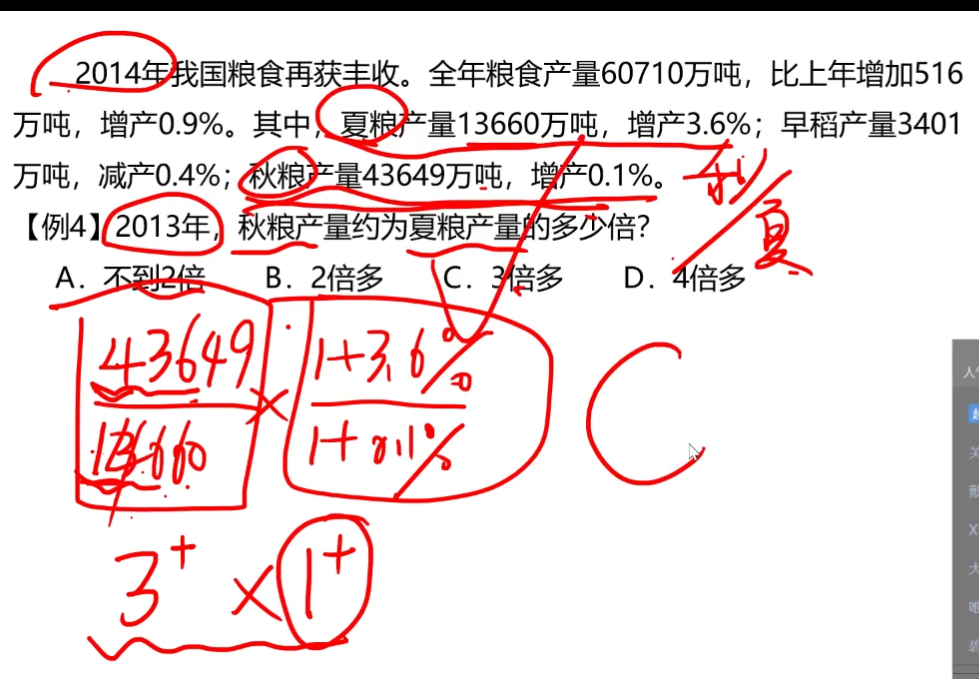 2014年我国粮食再获丰收。全年粮食产量60710万吨，比上年增加516
万吨，增产0.9%。其中，夏粮产量13660万吨，增产3.6%；早稻产量3401
万吨，减产0.4%；秋粮产量43649万吨，增产0.1%。
秋
夏
【例4】2013年，秋粮产量约为夏粮产量的多少倍？
A．不到2倍 B．2倍多 C．3倍多 D．4倍多
43649 × 1+3.6%
13660 1+0.1%
C
3+ × 1+
人
关
X
大
唯
碧